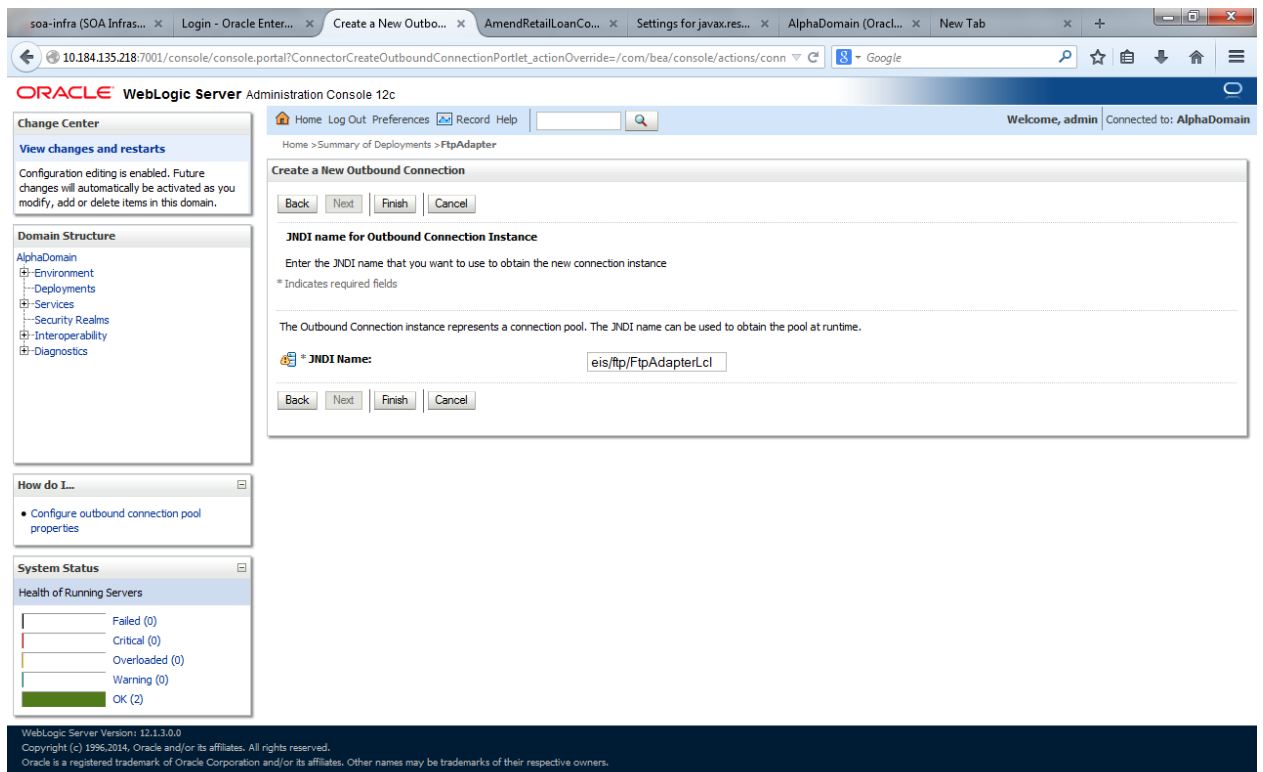 soa-infra (SOA Infras... × Login - Oracle Enter... × Create a New Outbo... × AmendRetailLoanCo... × Settings for javax.res... × AlphaDomain (Oracl... × New Tab × +
10.184.135.218:7001/console/console.portal?ConnectorCreateOutboundConnectionPortlet_actionOverride=/com/bea/console/actions/conn 8 Google
ORACLE WebLogic Server Administration Console 12c
Change Center
View changes and restarts
Configuration editing is enabled. Future
changes will automatically be activated as you
modify, add or delete items in this domain.
Domain Structure
AlphaDomain
Environment
Deployments
Services
Security Realms
Interoperability
Diagnostics
How do I...
• Configure outbound connection pool
properties
System Status
Health of Running Servers
Failed (0)
Critical (0)
Overloaded (0)
Warning (0)
OK (2)
Home Log Out Preferences Record Help
Welcome, admin Connected to: AlphaDomain
Home >Summary of Deployments >FtpAdapter
Create a New Outbound Connection
Back Next Finish Cancel
JNDI name for Outbound Connection Instance
Enter the JNDI name that you want to use to obtain the new connection instance
* Indicates required fields
The Outbound Connection instance represents a connection pool. The JNDI name can be used to obtain the pool at runtime.
* JNDI Name: eis/ftp/FtpAdapterLcl
Back Next Finish Cancel
WebLogic Server Version: 12.1.3.0.0
Copyright (c) 1996,2014, Oracle and/or its affiliates. All rights reserved.
Oracle is a registered trademark of Oracle Corporation and/or its affiliates. Other names may be trademarks of their respective owners.